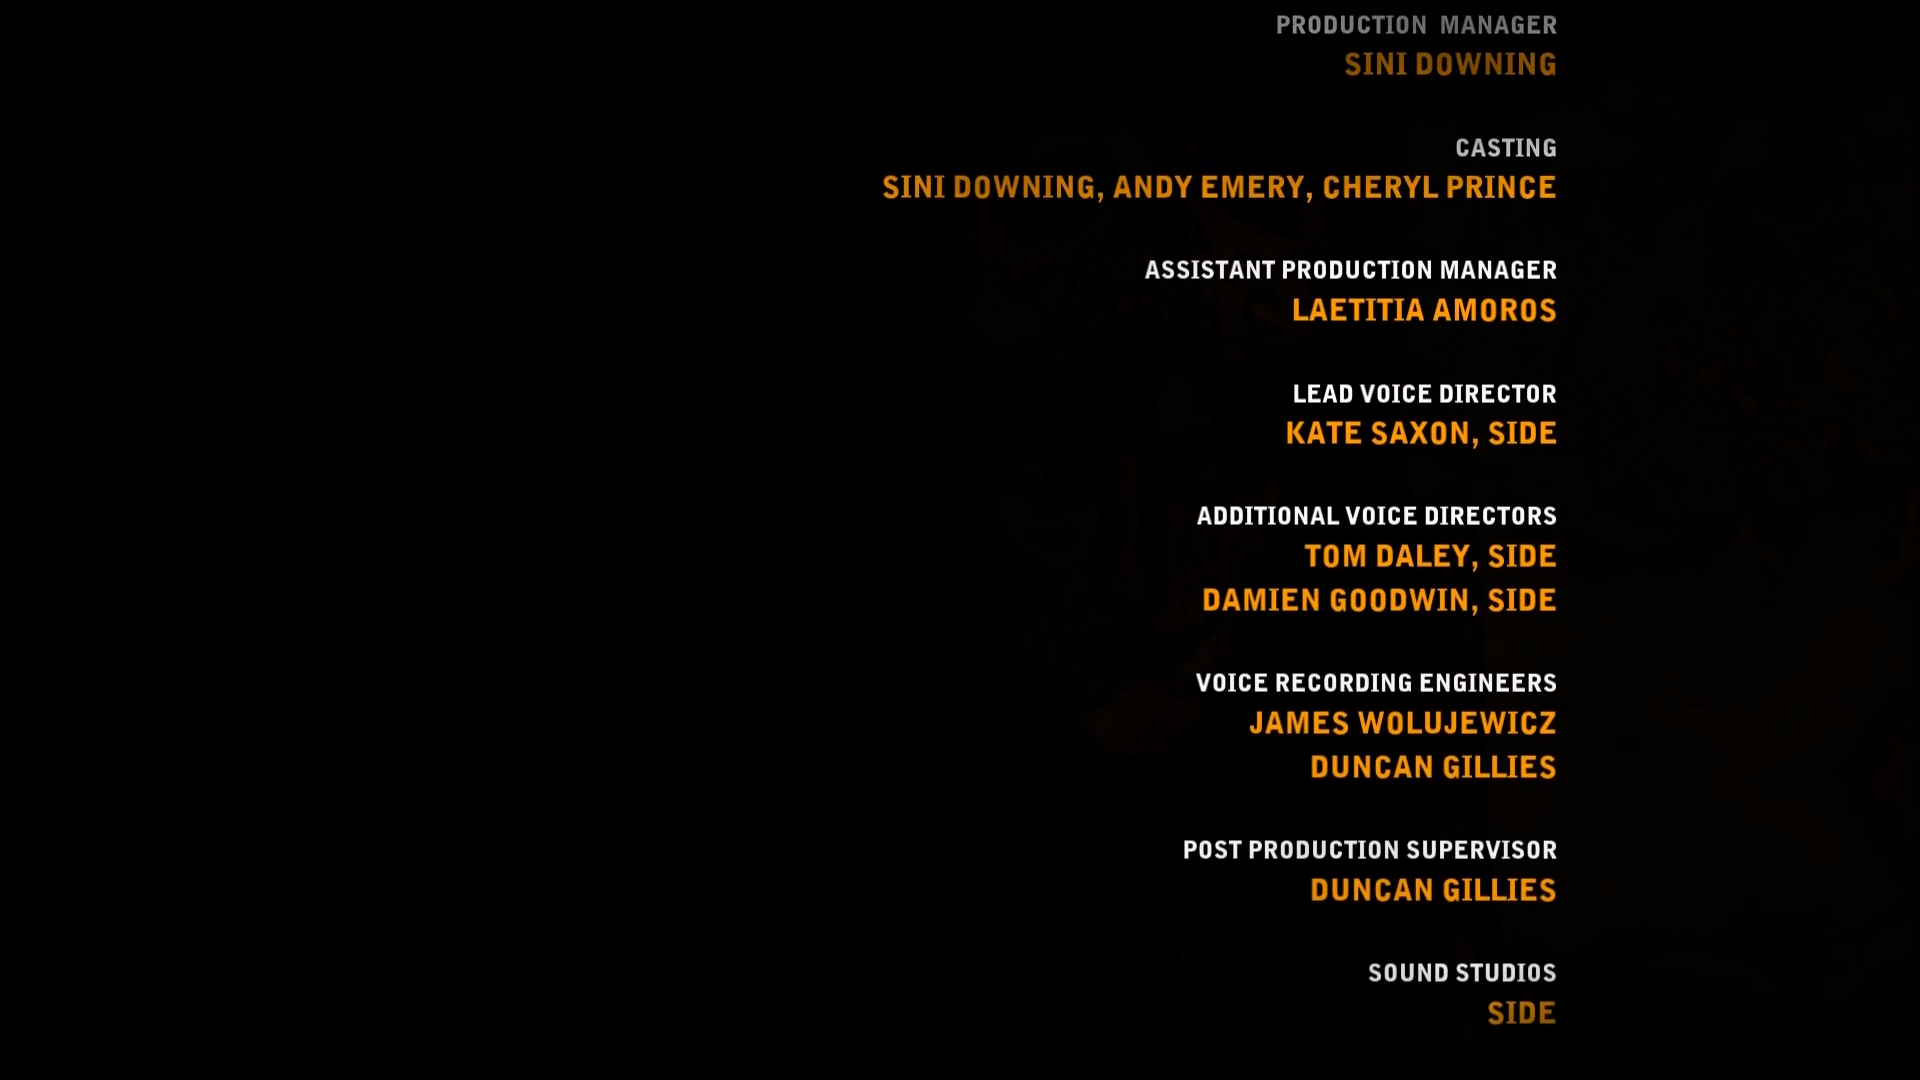 PRODUCTION MANAGER
SINI DOWNING
CASTING
SINI DOWNING, ANDY EMERY, CHERYL PRINCE
ASSISTANT PRODUCTION MANAGER
LAETITIA AMOROS
LEAD VOICE DIRECTOR
KATE SAXON, SIDE
ADDITIONAL VOICE DIRECTORS
TOM DALEY, SIDE
DAMIEN GOODWIN, SIDE
VOICE RECORDING ENGINEERS
JAMES WOLUJEWICZ
DUNCAN GILLIES
POST PRODUCTION SUPERVISOR
DUNCAN GILLIES
SOUND STUDIOS
SIDE